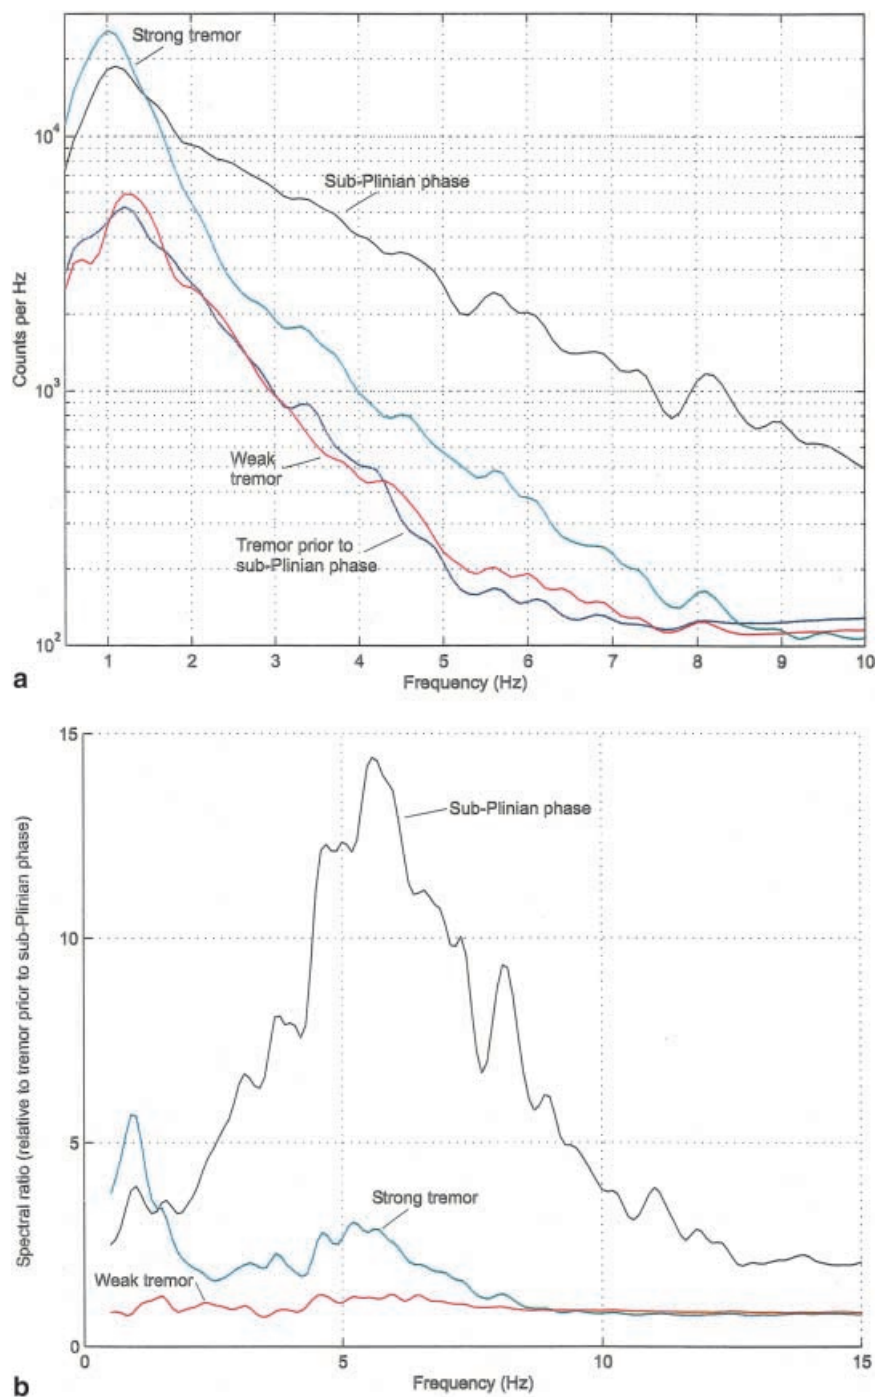 Strong tremor
10⁴
Sub-Plinian phase
Counts per Hz
10³
Weak
tremor
Tremor prior to
sub-Plinian phase
10²
1 2 3 4 5 6 7 8 9 10
a
Frequency (Hz)
15
Sub-Plinian phase
Spectral ratio (relative to tremor prior to sub-Plinian phase)
10
5
Strong tremor
Weak tremor
0
0 5 10 15
b
Frequency (Hz)